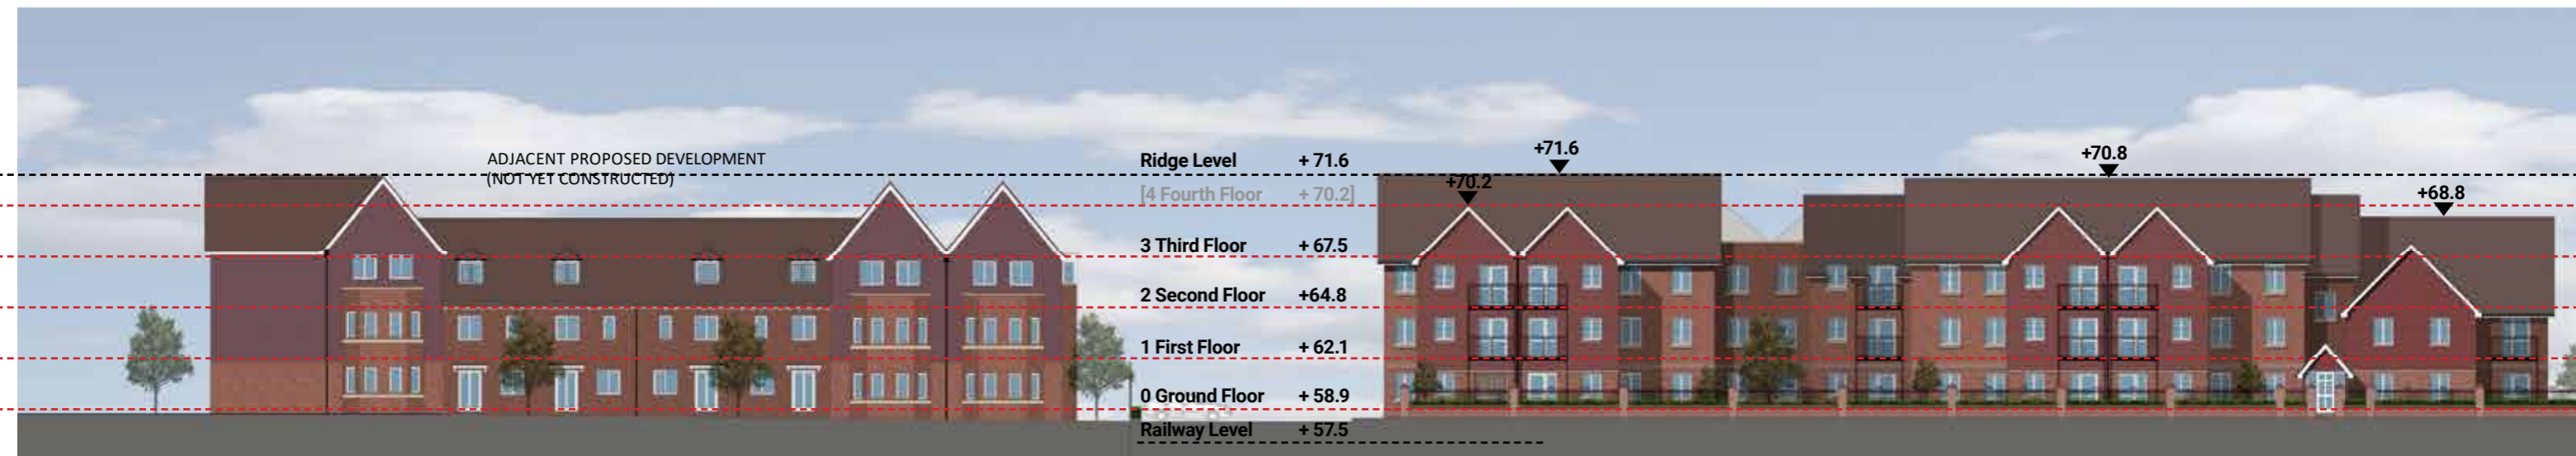 ADJACENT PROPOSED DEVELOPMENT
(NOT YET CONSTRUCTED)
Ridge Level + 71.6
[4 Fourth Floor + 70.2]
3 Third Floor + 67.5
2 Second Floor +64.8
1 First Floor + 62.1
0 Ground Floor + 58.9
Railway Level + 57.5
+71.6
+70.2
+70.8
+68.8